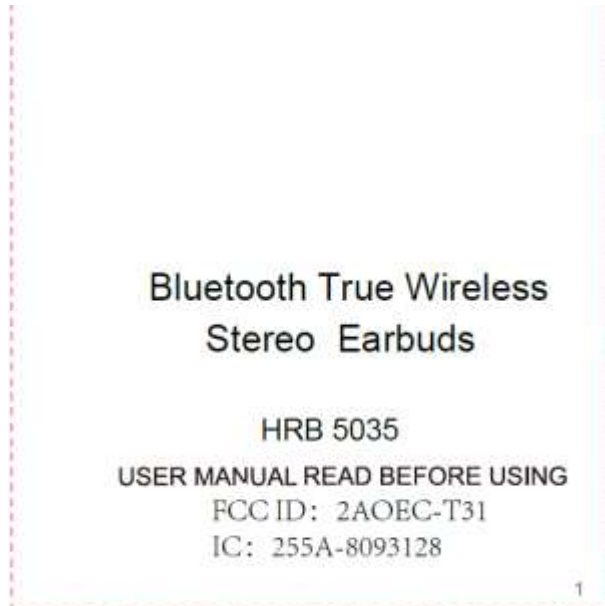 Bluetooth True Wireless
Stereo Earbuds
HRB 5035
USER MANUAL READ BEFORE USING
FCC ID: 2AOEC-T31
IC: 255A-8093128
1